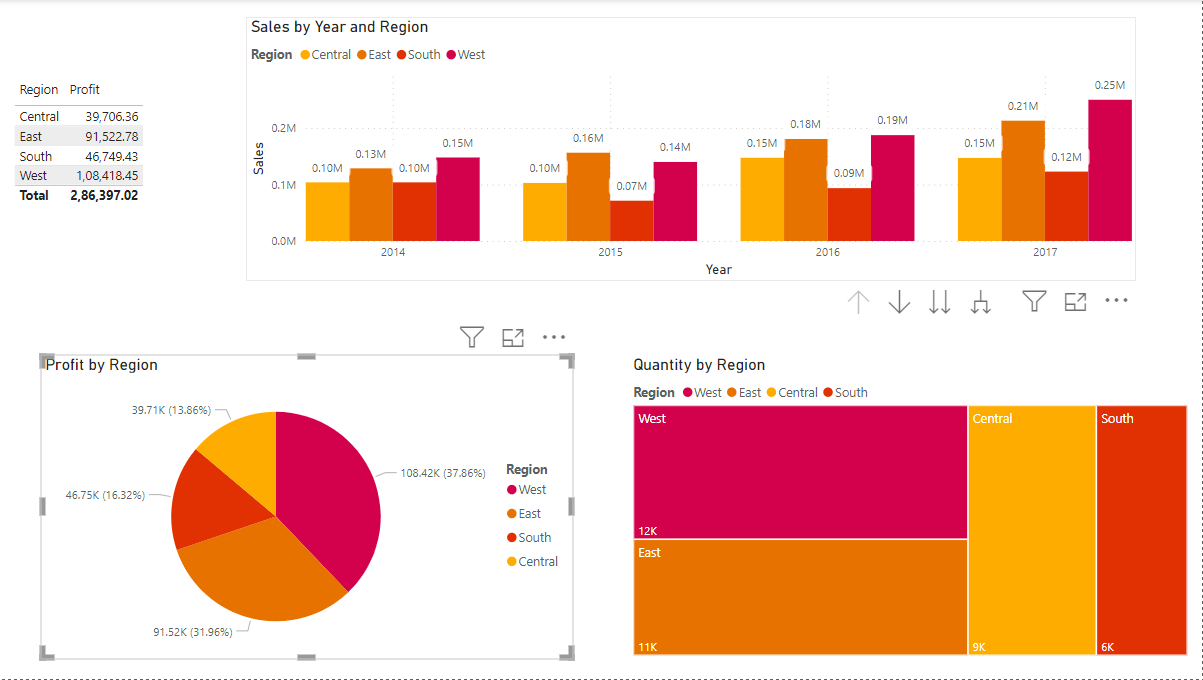 Sales by Year and Region
Region Central East South West
Region Profit
Central 39,706.36
East 91,522.78
South 46,749.43
West 1,08,418.45
Total 2,86,397.02
Sales
0.2M
0.1M
0.0M
0.10M 0.13M 0.10M 0.15M
0.10M 0.16M 0.07M 0.14M
0.15M 0.18M 0.09M 0.19M
0.15M 0.21M 0.12M 0.25M
2014 2015 2016 2017
Year
Profit by Region
39.71K (13.86%)
108.42K (37.86%)
46.75K (16.32%)
91.52K (31.96%)
Region
West
East
South
Central
Quantity by Region
Region West East Central South
West
12K
East
11K
Central
9K
South
6K